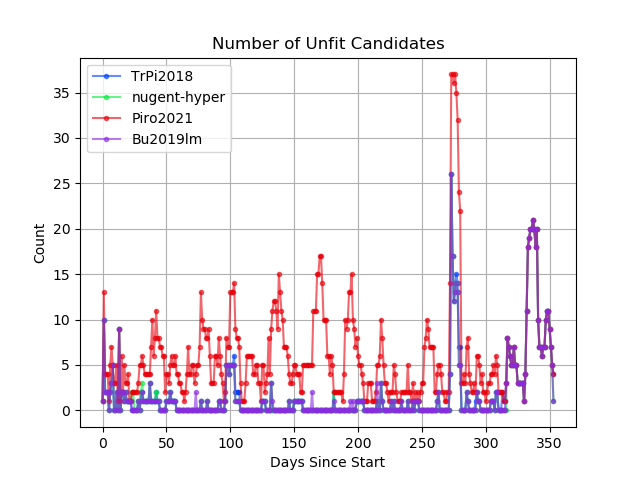 Number of Unfit Candidates
TrPi2018
nugent-hyper
Piro2021
Bu2019lm
35
30
25
20
15
10
5
0
Count
0 50 100 150 200 250 300 350
Days Since Start